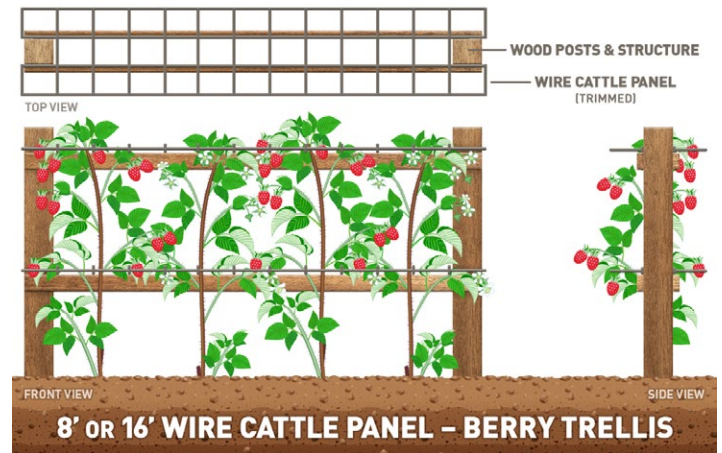 WOOD POSTS & STRUCTURE
WIRE CATTLE PANEL
(TRIMMED)
TOP VIEW
FRONT VIEW
SIDE VIEW
8' OR 16' WIRE CATTLE PANEL – BERRY TRELLIS